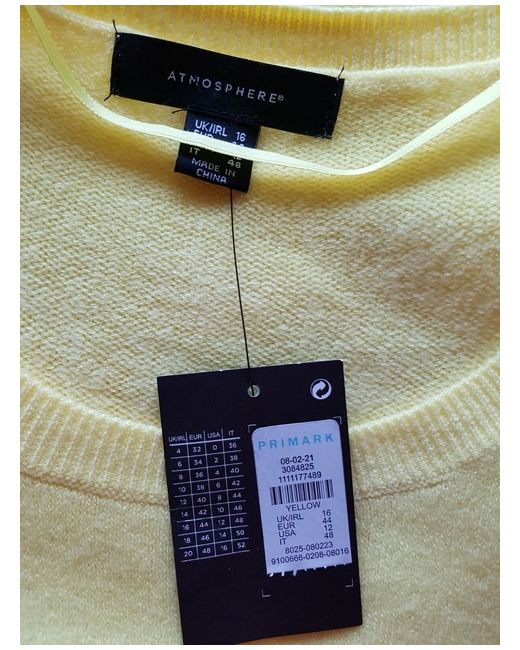 ATMOSPHERE®
UK/IRL 16
IT 48
MADE IN
CHINA
UK/IRL EUR USA IT
4 32 0 36
6 34 2 38
8 36 4 40
10 38 6 42
12 40 8 44
14 42 10 46
16 44 12 48
18 46 14 50
20 48 16 52
PRIMARK
08-02-21
3084825
1111177489
YELLOW
UK/IRL 16
EUR 44
USA 12
IT 48
8025-080223
9100666-0208-08016